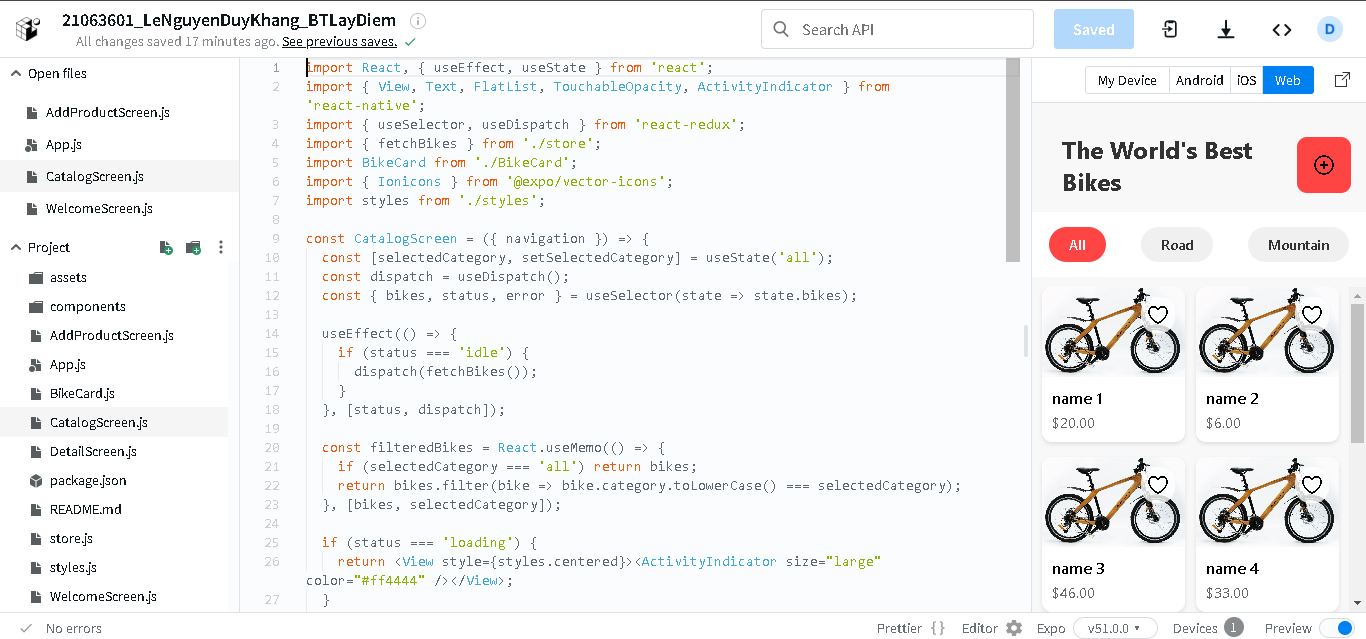 21063601_LeNguyenDuyKhang_BTLayDiem
All changes saved 17 minutes ago. See previous saves.
Search API
Saved
D
Open files
AddProductScreen.js
App.js
CatalogScreen.js
WelcomeScreen.js
Project
assets
components
AddProductScreen.js
App.js
BikeCard.js
CatalogScreen.js
DetailScreen.js
package.json
README.md
store.js
styles.js
WelcomeScreen.js
1 import React, { useEffect, useState } from 'react';
2 import { View, Text, FlatList, TouchableOpacity, ActivityIndicator } from
'react-native';
3 import { useSelector, useDispatch } from 'react-redux';
4 import { fetchBikes } from './store';
5 import BikeCard from './BikeCard';
6 import { Ionicons } from '@expo/vector-icons';
7 import styles from './styles';
8
9 const CatalogScreen = ({ navigation }) => {
10 const [selectedCategory, setSelectedCategory] = useState('all');
11 const dispatch = useDispatch();
12 const { bikes, status, error } = useSelector(state => state.bikes);
13
14 useEffect(() => {
15 if (status === 'idle') {
16 dispatch(fetchBikes());
17 }
18 }, [status, dispatch]);
19
20 const filteredBikes = React.useMemo(() => {
21 if (selectedCategory === 'all') return bikes;
22 return bikes.filter(bike => bike.category.toLowerCase() === selectedCategory);
23 }, [bikes, selectedCategory]);
24
25 if (status === 'loading') {
26 return <View style={styles.centered}><ActivityIndicator size="large"
color="#ff4444" /></View>;
27 }
My Device Android iOS Web
The World's Best
Bikes
All Road Mountain
name 1 name 2
$20.00 $6.00
name 3 name 4
$46.00 $33.00
No errors
Prettier {} Editor Expo v51.0.0 Devices 1 Preview